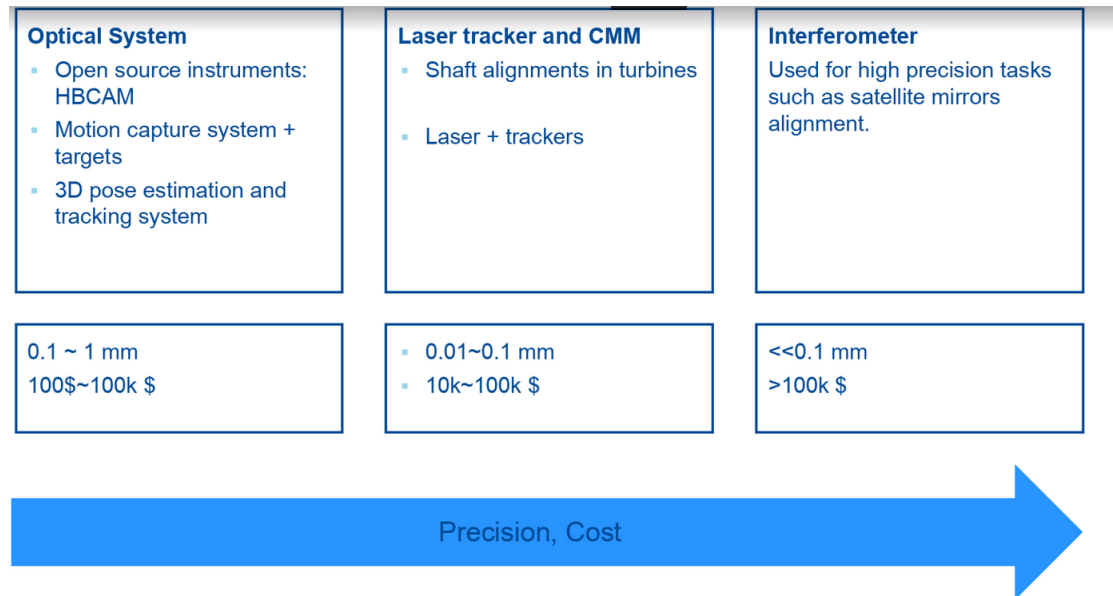 Optical System
Open source instruments:
HBCAM
Motion capture system +
targets
3D pose estimation and
tracking system
Laser tracker and CMM
Shaft alignments in turbines
Laser + trackers
Interferometer
Used for high precision tasks
such as satellite mirrors
alignment.
0.1 ~ 1 mm
100$~100k $
0.01~0.1 mm
10k~100k $
<<0.1 mm
>100k $
Precision, Cost